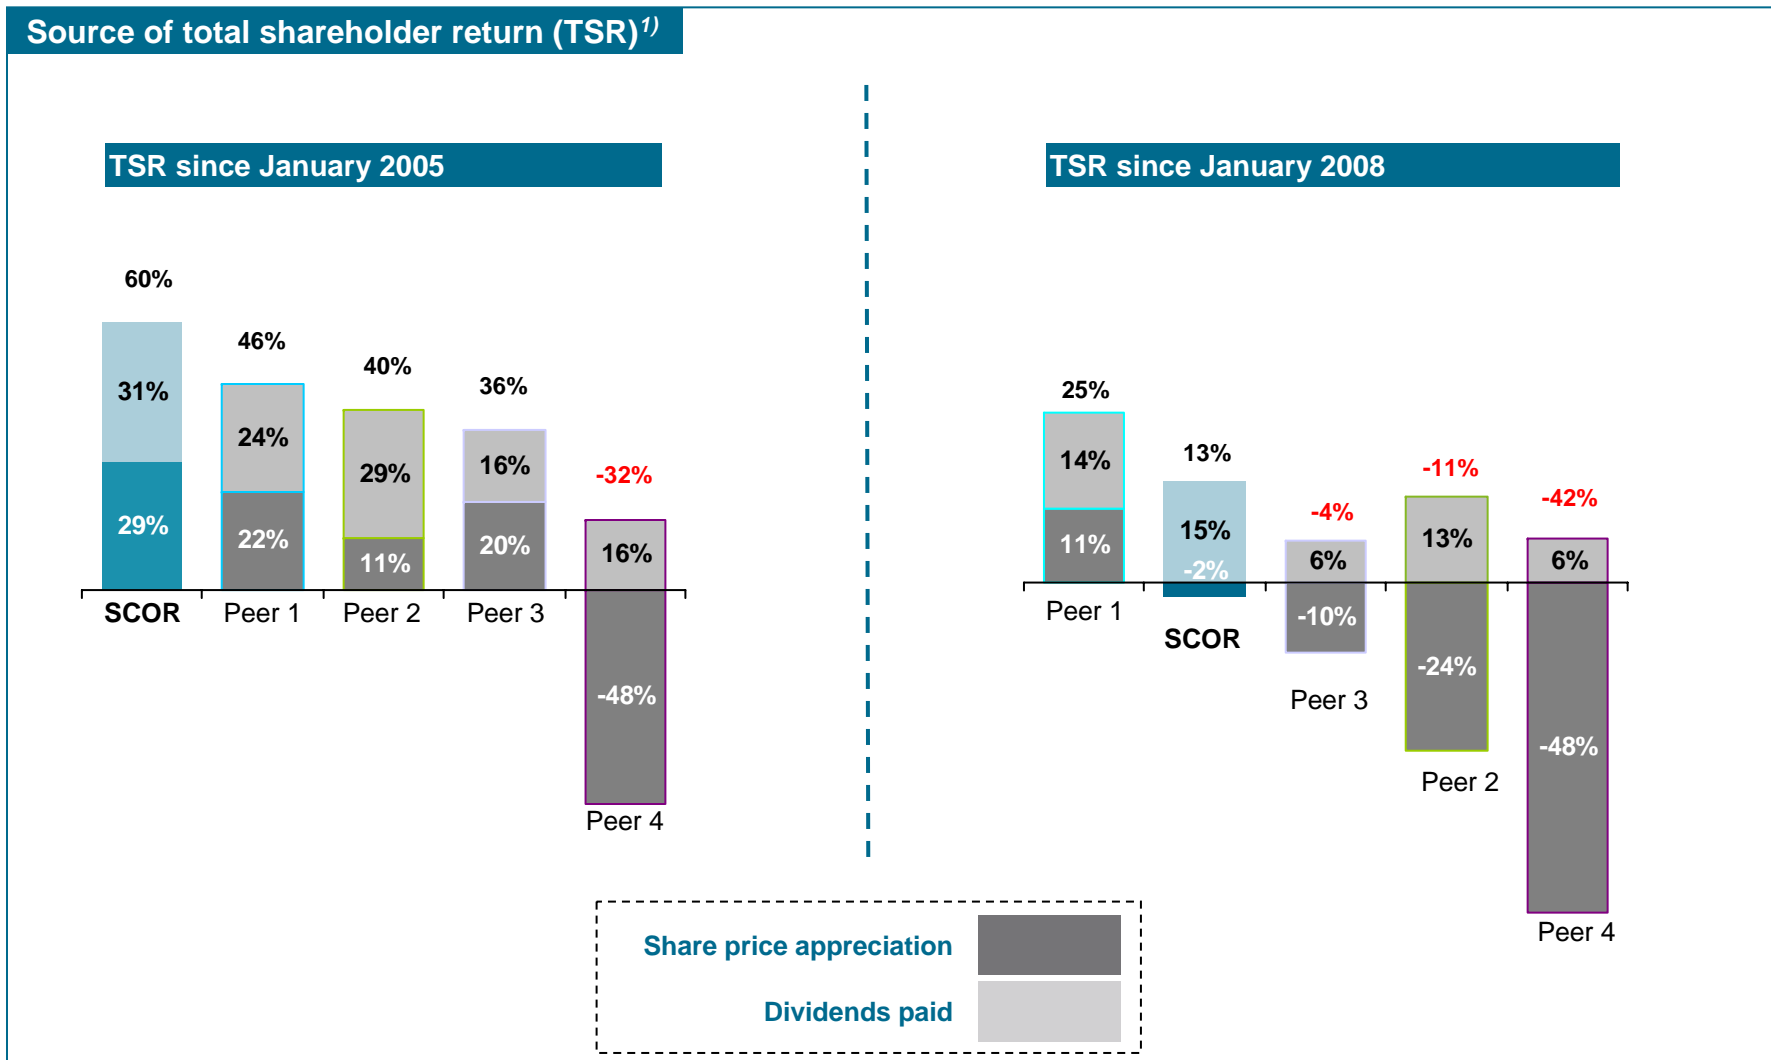 Source of total shareholder return (TSR)1)
TSR since January 2005
60%
31%
29%
SCOR
46%
24%
22%
Peer 1
40%
29%
11%
Peer 2
36%
16%
20%
Peer 3
-32%
16%
-48%
Peer 4
TSR since January 2008
25%
14%
11%
Peer 1
13%
15%
-2%
SCOR
-4%
6%
-10%
Peer 3
-11%
13%
-24%
Peer 2
-42%
6%
-48%
Peer 4
Share price appreciation
Dividends paid